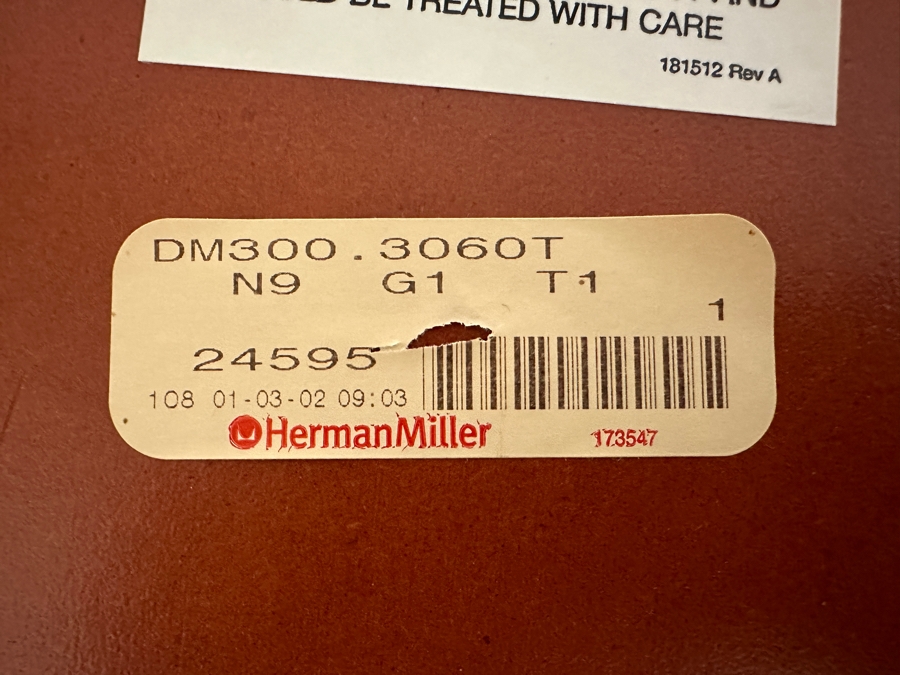 BE TREATED WITH CARE
181512 Rev A
DM300.3060T
N9 G1 T1
1
24595
108 01-03-02 09:03
HermanMiller
173547